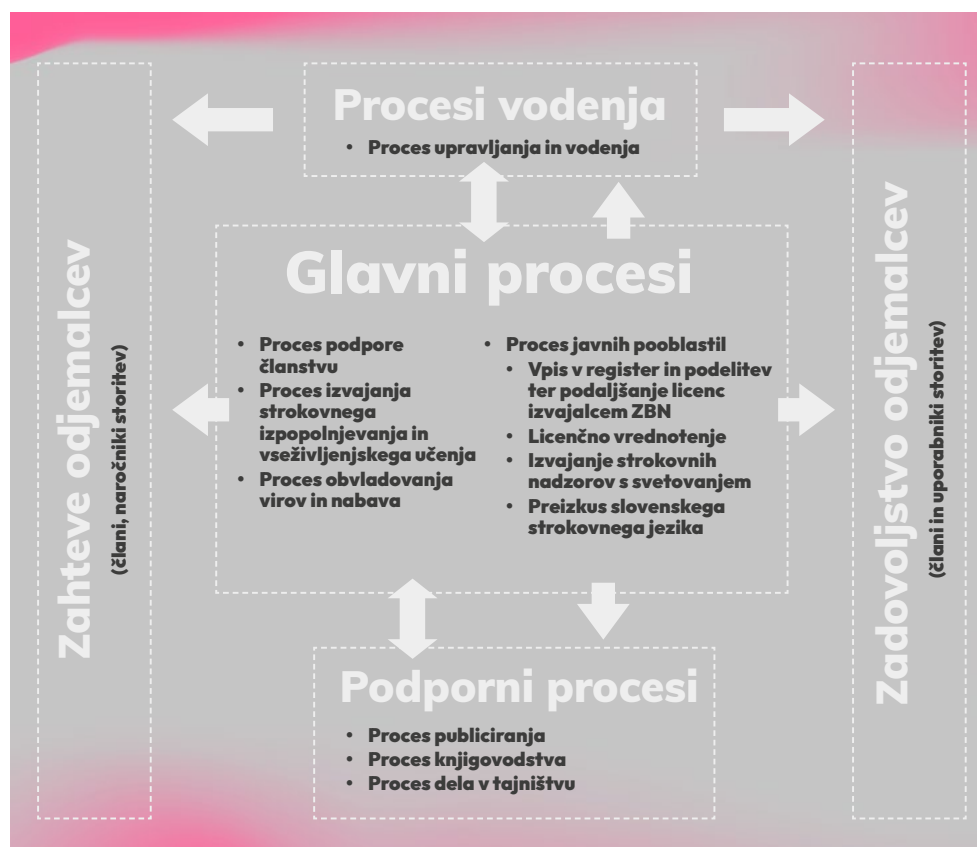 Zahteve odjemalcev
(člani, naročniki storitev)
Procesi vodenja
• Proces upravljanja in vodenja
Glavni procesi
• Proces podpore
članstvu
• Proces izvajanja
strokovnega
izpopolnjevanja in
vseživljenjskega učenja
• Proces obvladovanja
virov in nabava
• Proces javnih pooblastil
• Vpis v register in podelitev
ter podaljšanje licenc
izvajalcem ZBN
• Licenčno vrednotenje
• Izvajanje strokovnih
nadzorov s svetovanjem
• Preizkus slovenskega
strokovnega jezika
Podporni procesi
• Proces publiciranja
• Proces knjigovodstva
• Proces dela v tajništvu
Zadovoljstvo odjemalcev
(člani in uporabniki storitev)